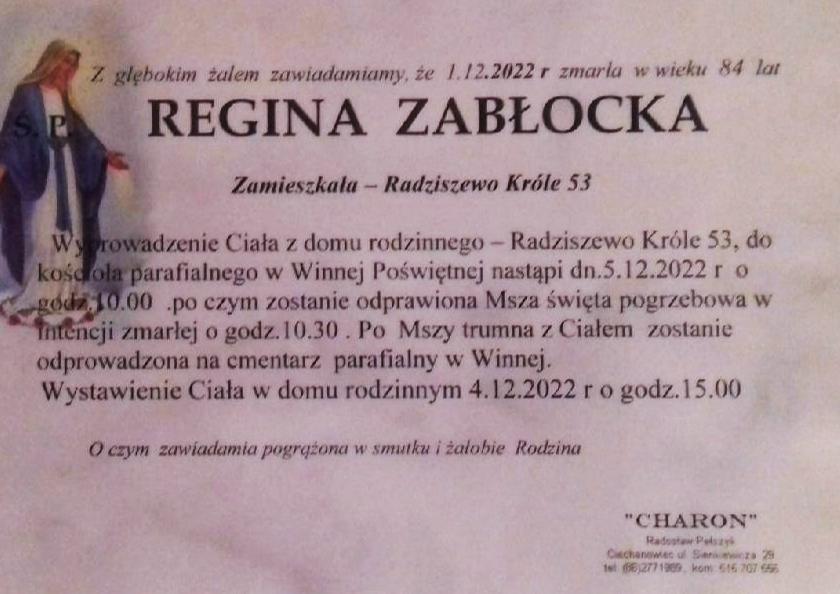 Z głębokim żalem zawiadamiamy, że 1.12.2022 r zmarła w wieku 84 lat
Ś. P. REGINA ZABŁOCKA
Zamieszkała – Radziszewo Króle 53
Wyprowadzenie Ciała z domu rodzinnego – Radziszewo Króle 53, do
kościoła parafialnego w Winnej Poświętnej nastąpi dn.5.12.2022 r o
godz.10.00 .po czym zostanie odprawiona Msza święta pogrzebowa w
intencji zmarłej o godz.10.30 . Po Mszy trumna z Ciałem zostanie
odprowadzona na cmentarz parafialny w Winnej.
Wystawienie Ciała w domu rodzinnym 4.12.2022 r o godz.15.00
O czym zawiadamia pogrążona w smutku i żałobie Rodzina
"CHARON"
Radosław
Ciechanowiec ul. Sienkiewicza 29
tel. (86)2771989 , kom.